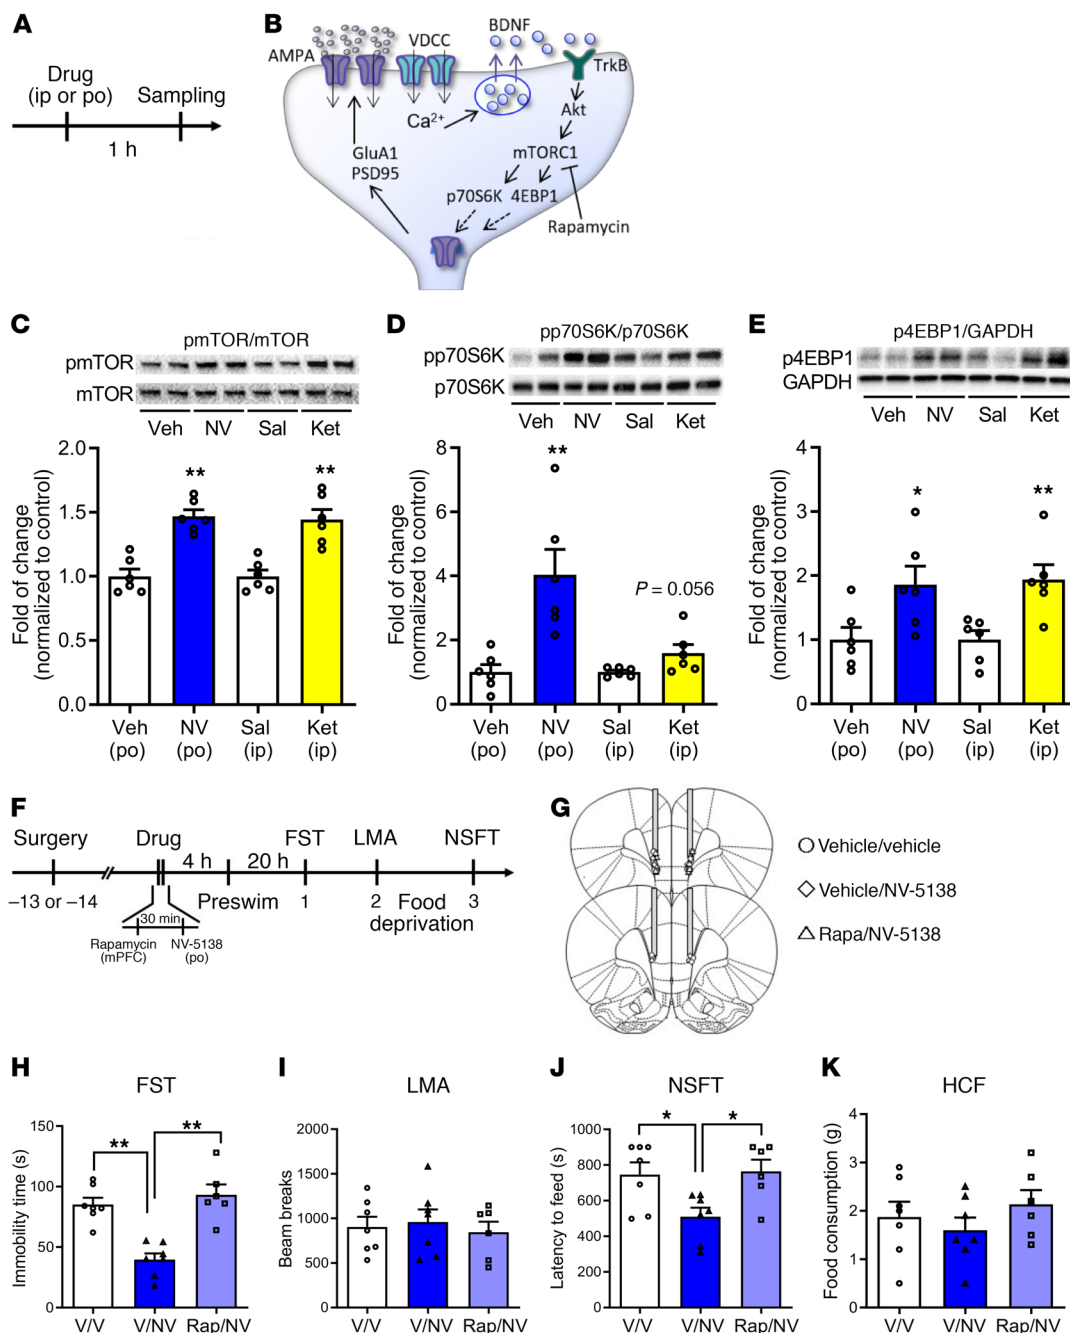 A
Drug
(ip or po)
Sampling
1 h
B
BDNF
AMPA
VDCC
TrkB
Ca2+
Akt
GluA1
PSD95
mTORC1
p70S6K
4EBP1
Rapamycin
C
pmTOR/mTOR
pmTOR
mTOR
Veh NV Sal Ket
Fold of change
(normalized to control)
2.0
1.5
1.0
0.5
0.0
**
**
Veh
(po)
NV
(po)
Sal
(ip)
Ket
(ip)
D
pp70S6K/p70S6K
pp70S6K
p70S6K
Veh NV Sal Ket
Fold of change
(normalized to control)
8
6
4
2
0
**
P = 0.056
Veh
(po)
NV
(po)
Sal
(ip)
Ket
(ip)
E
p4EBP1/GAPDH
p4EBP1
GAPDH
Veh NV Sal Ket
Fold of change
(normalized to control)
4
3
2
1
0
*
**
Veh
(po)
NV
(po)
Sal
(ip)
Ket
(ip)
F
Surgery
Drug
FST
LMA
NSFT
4 h
20 h
–13 or –14
Preswim
1
2
Food
deprivation
3
30 min
Rapamycin
(mPFC)
NV-5138
(po)
G
Vehicle/vehicle
Vehicle/NV-5138
Rapa/NV-5138
H
FST
Immobility time (s)
150
100
50
0
**
**
V/V
V/NV
Rap/NV
I
LMA
Beam breaks
2000
1500
1000
500
0
V/V
V/NV
Rap/NV
J
NSFT
Latency to feed (s)
1000
800
600
400
200
0
*
*
V/V
V/NV
Rap/NV
K
HCF
Food consumption (g)
4
3
2
1
0
V/V
V/NV
Rap/NV